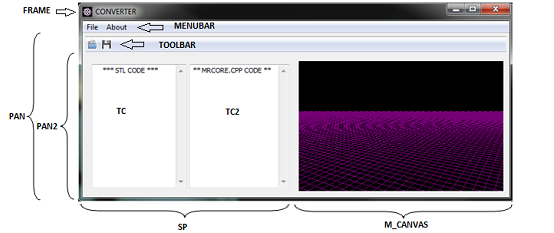 FRAME
CONVERTER
File About
MENUBAR
TOOLBAR
*** STL CODE ***
** MRCORE.CPP CODE **
TC
TC2
PAN
PAN2
SP
M_CANVAS